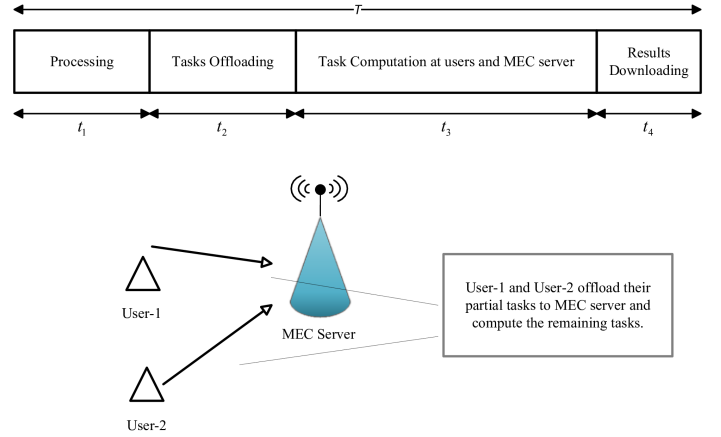 T
Processing
Tasks Offloading
Task Computation at users and MEC server
Results
Downloading
t1
t2
t3
t4
User-1
MEC Server
User-1 and User-2 offload their
partial tasks to MEC server and
compute the remaining tasks.
User-2